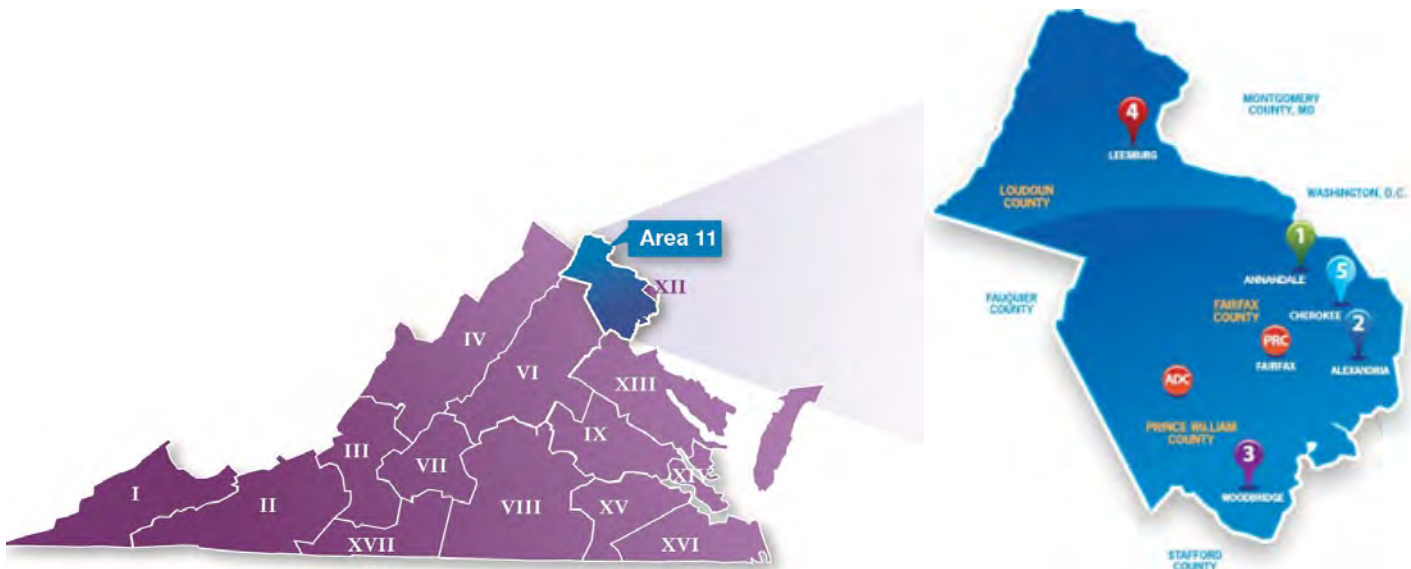 Area 11
XII
IV
VI
XIII
IX
III
VII
XIV
I
II
VIII
XV
XVII
XVI
4
LEESBURG
MONTGOMERY
COUNTY, MD
LOUDOUN
COUNTY
WASHINGTON, D.C.
1
ANNANDALE
5
CHEROKEE
FAUQUIER
COUNTY
FAIRFAX
COUNTY
2
ALEXANDRIA
PRC
FAIRFAX
ADC
PRINCE WILLIAM
COUNTY
3
WOODBRIDGE
STAFFORD
COUNTY